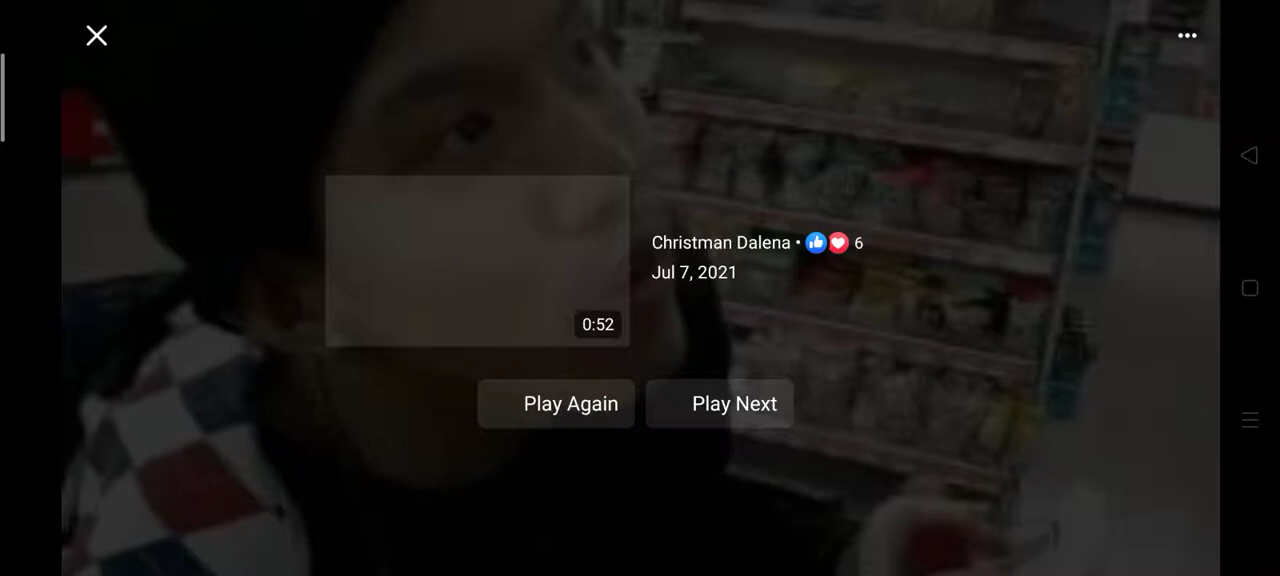 Christman Dalena • 6
Jul 7, 2021
0:52
Play Again
Play Next